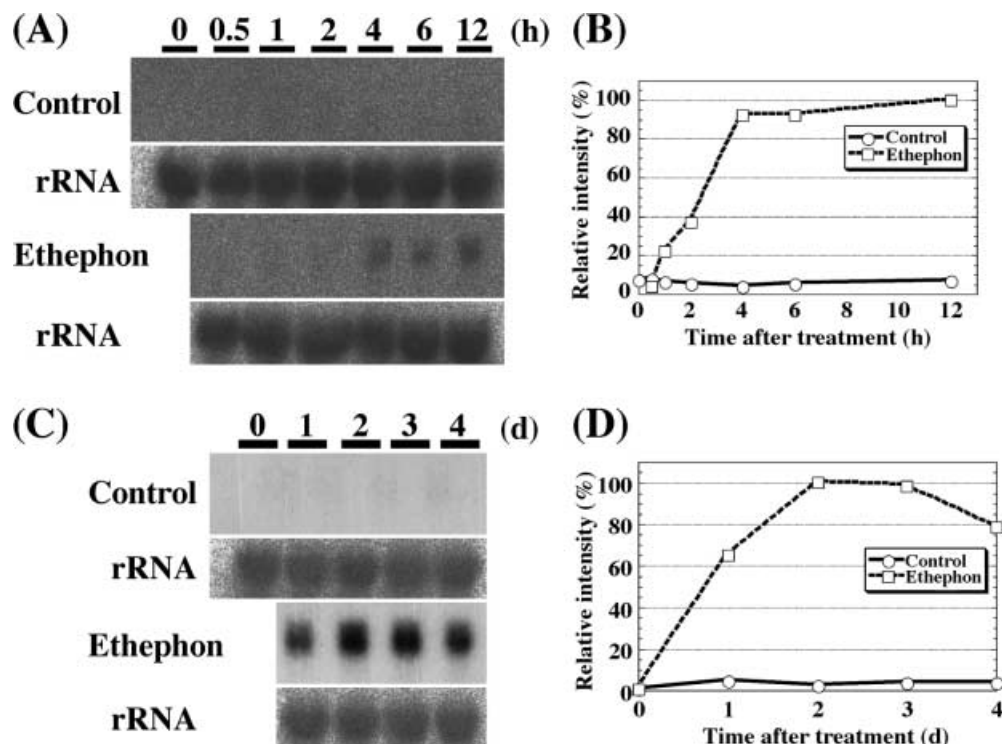 (A)
0 0.5 1 2 4 6 12 (h)
Control
rRNA
Ethephon
rRNA
(B)
Relative intensity (%)
100
80
60
40
20
0
Control
Ethephon
0 2 4 6 8 10 12
Time after treatment (h)
(C)
0 1 2 3 4 (d)
Control
rRNA
Ethephon
rRNA
(D)
Relative intensity (%)
100
80
60
40
20
0
Control
Ethephon
0 1 2 3 4
Time after treatment (d)